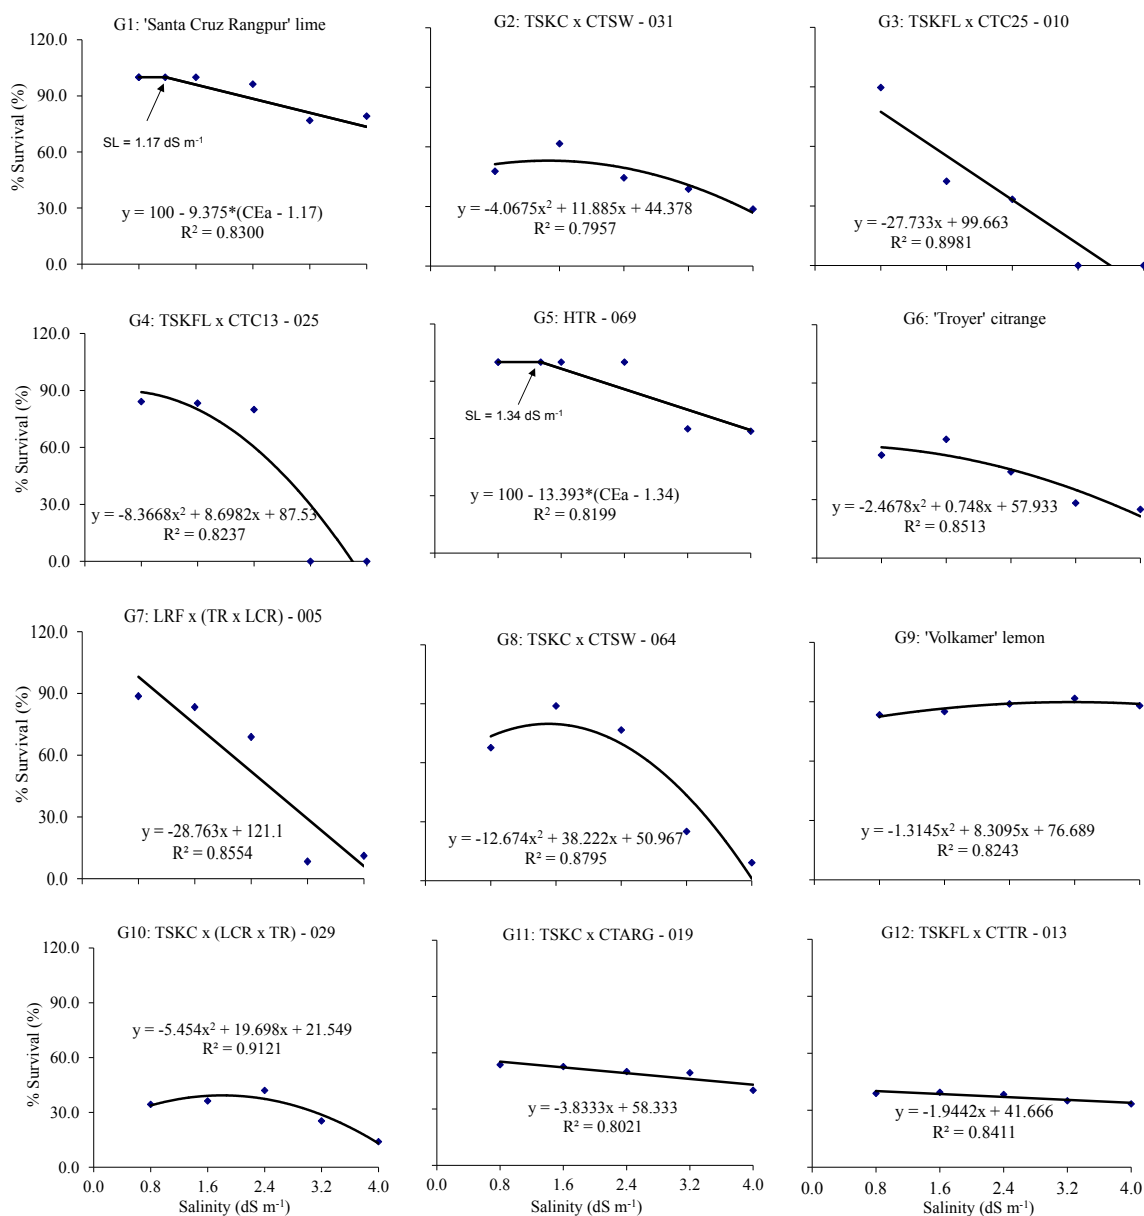 G1: 'Santa Cruz Rangpur' lime
120.0
90.0
60.0
30.0
0.0
% Survival (%)
SL = 1.17 dS m⁻¹
y = 100 - 9.375*(CEa - 1.17)
R² = 0.8300
G2: TSKC x CTSW - 031
y = -4.0675x² + 11.885x + 44.378
R² = 0.7957
G3: TSKFL x CTC25 - 010
y = -27.733x + 99.663
R² = 0.8981
G4: TSKFL x CTC13 - 025
120.0
90.0
60.0
30.0
0.0
% Survival (%)
y = -8.3668x² + 8.6982x + 87.53
R² = 0.8237
G5: HTR - 069
SL = 1.34 dS m⁻¹
y = 100 - 13.393*(CEa - 1.34)
R² = 0.8199
G6: 'Troyer' citrange
y = -2.4678x² + 0.748x + 57.933
R² = 0.8513
G7: LRF x (TR x LCR) - 005
120.0
90.0
60.0
30.0
0.0
% Survival (%)
y = -28.763x + 121.1
R² = 0.8554
G8: TSKC x CTSW - 064
y = -12.674x² + 38.222x + 50.967
R² = 0.8795
G9: 'Volkamer' lemon
y = -1.3145x² + 8.3095x + 76.689
R² = 0.8243
G10: TSKC x (LCR x TR) - 029
120.0
90.0
60.0
30.0
0.0
% Survival (%)
y = -5.454x² + 19.698x + 21.549
R² = 0.9121
0.0 0.8 1.6 2.4 3.2 4.0
Salinity (dS m⁻¹)
G11: TSKC x CTARG - 019
y = -3.8333x + 58.333
R² = 0.8021
0.0 0.8 1.6 2.4 3.2 4.0
Salinity (dS m⁻¹)
G12: TSKFL x CTTR - 013
y = -1.9442x + 41.666
R² = 0.8411
0.0 0.8 1.6 2.4 3.2 4.0
Salinity (dS m⁻¹)